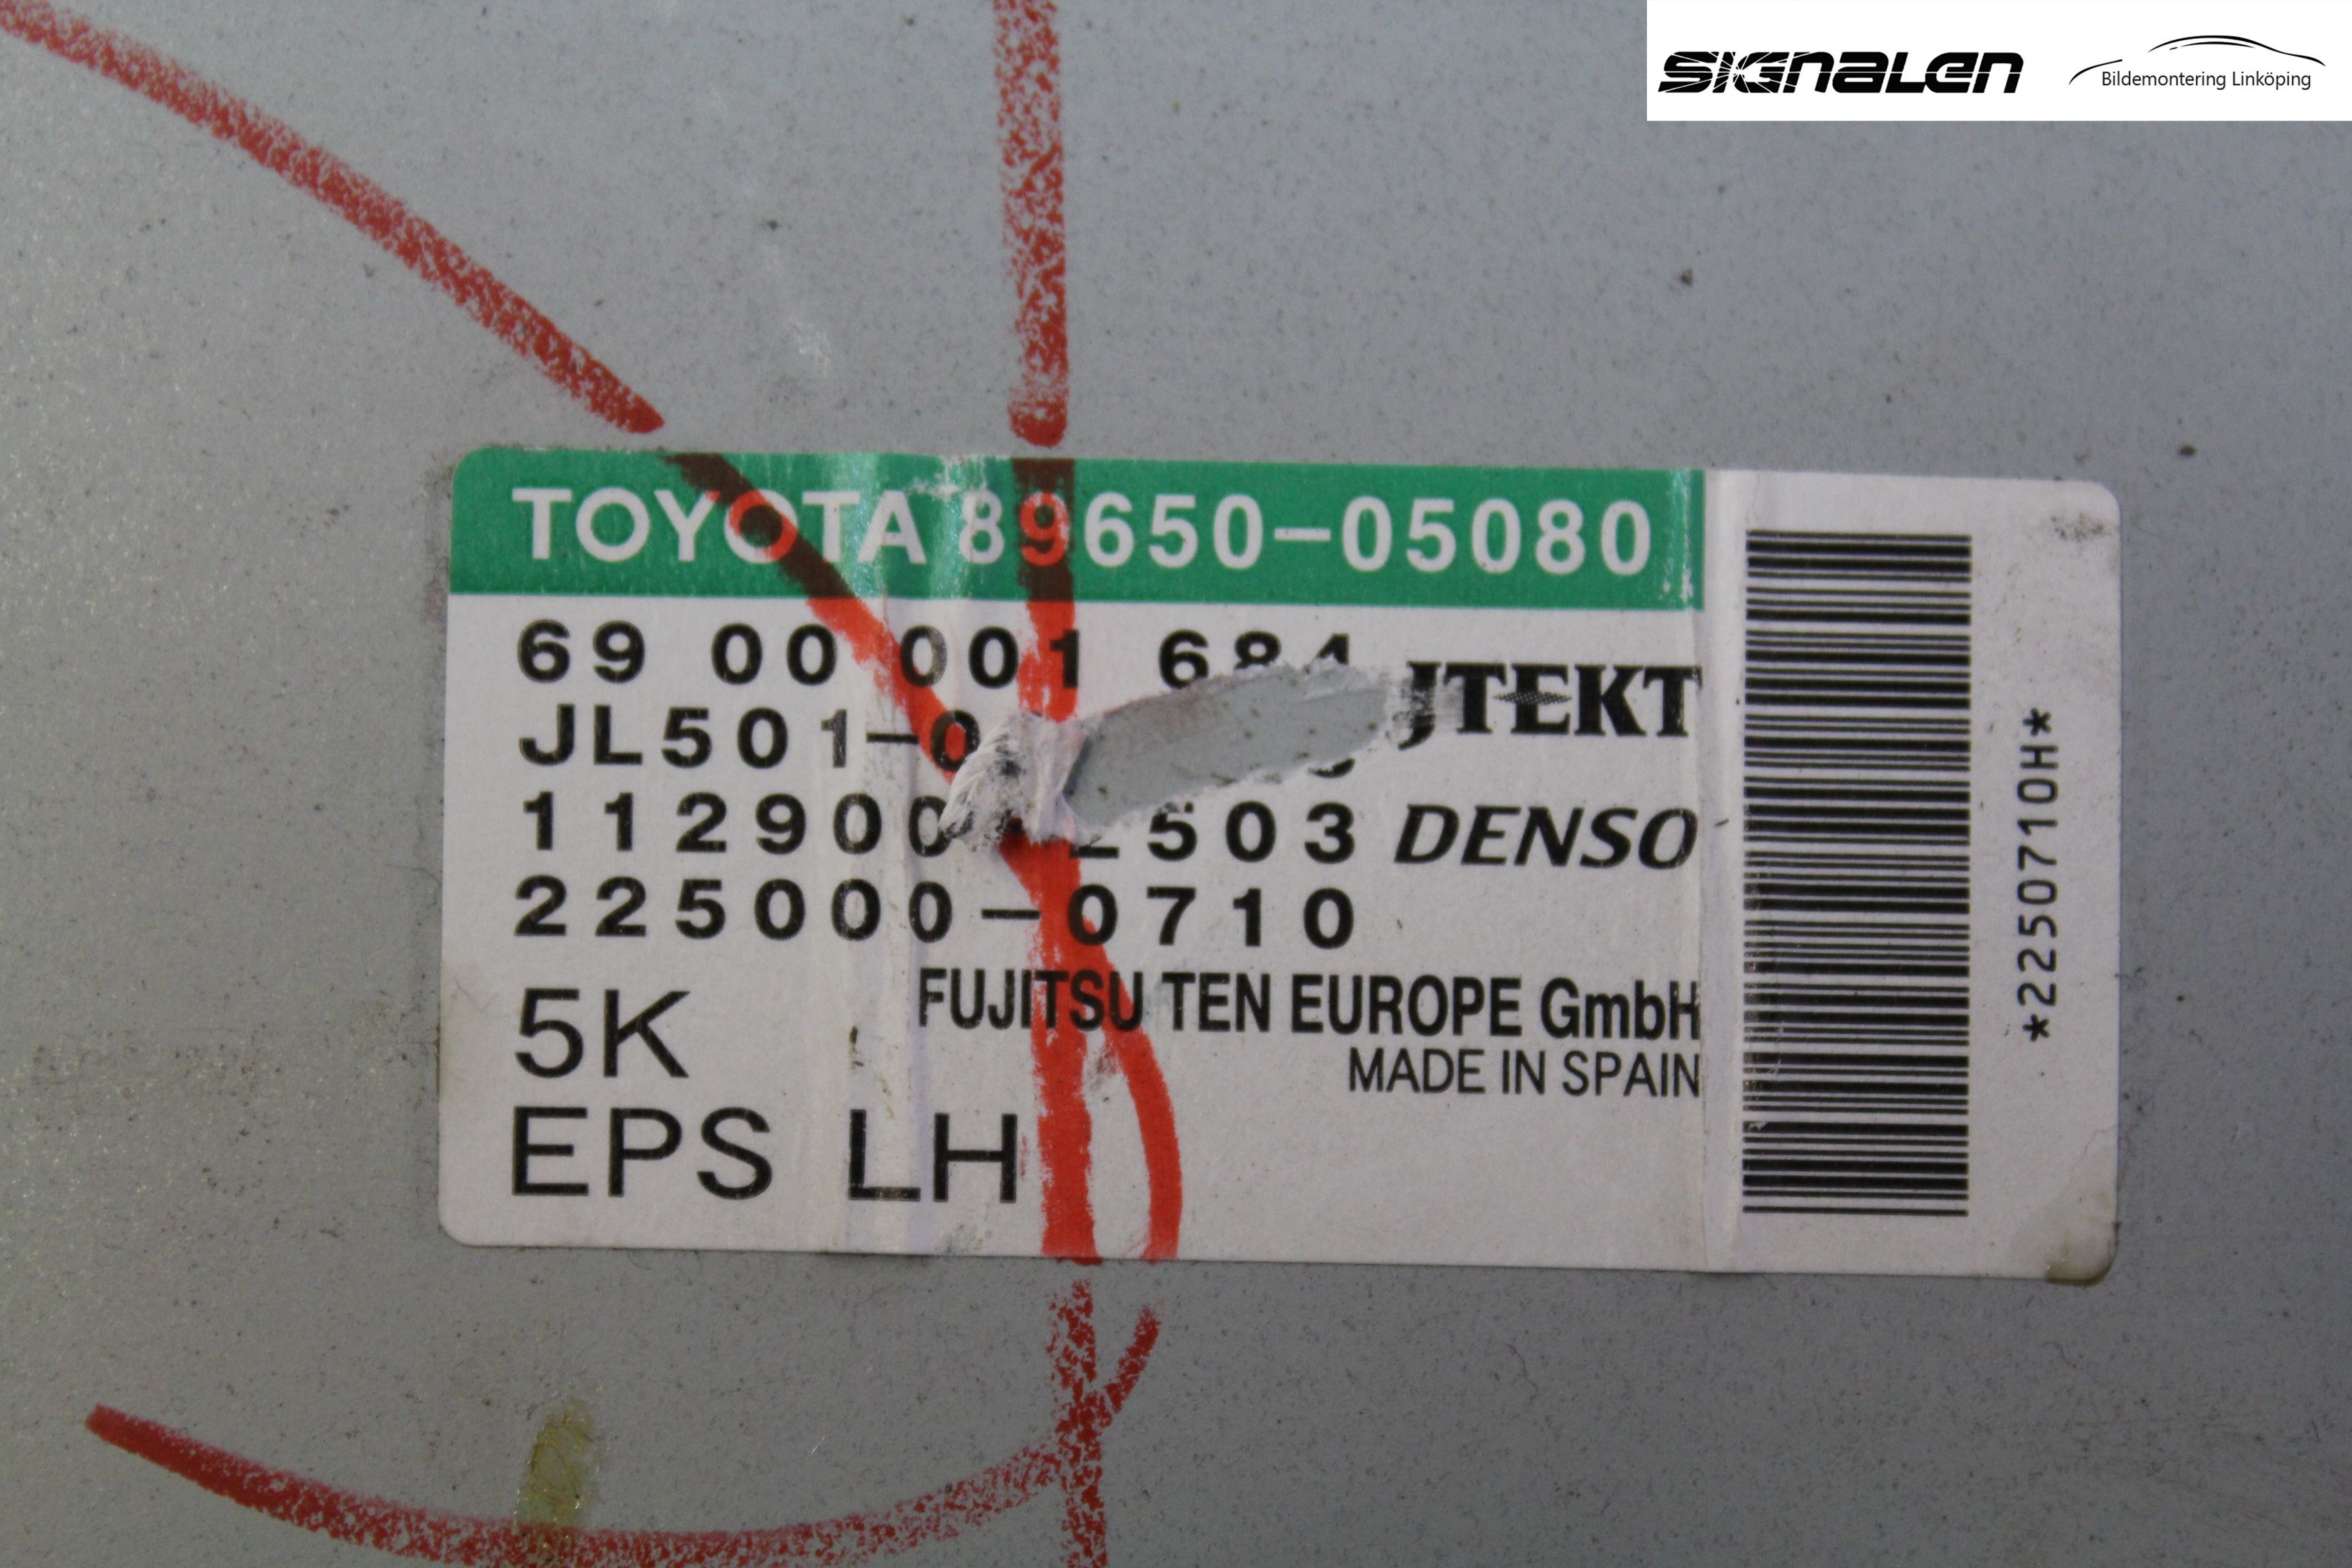 SIGNALEN
Bildemontering Linköping
TOYOTA 89650-05080
69 00 001 684
JTEKT
DENSO
225000-0710
5K
FUJITSU TEN EUROPE GmbH
MADE IN SPAIN
EPS LH
*2250710H*